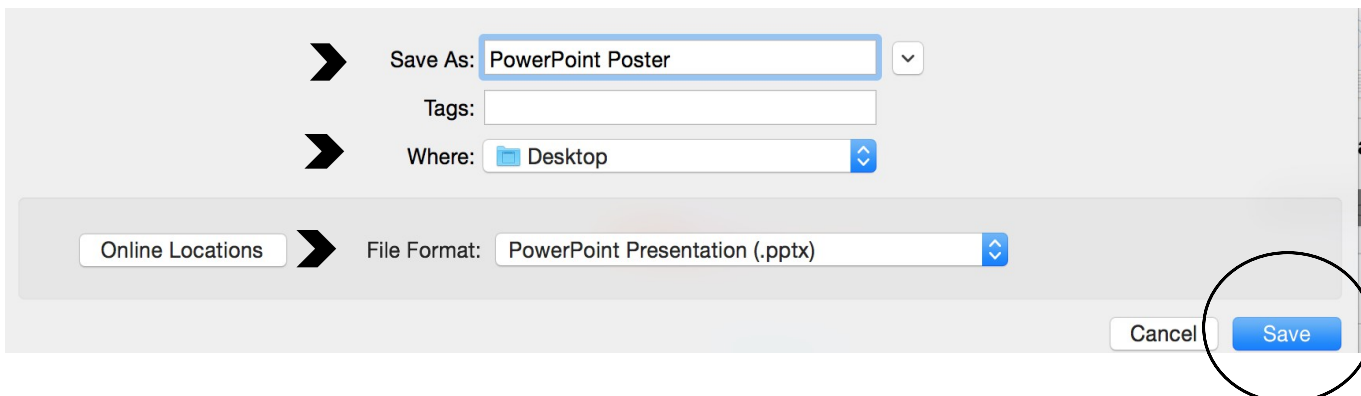 Save As: PowerPoint Poster
Tags:
Where: Desktop
Online Locations File Format: PowerPoint Presentation (.pptx)
Cancel Save